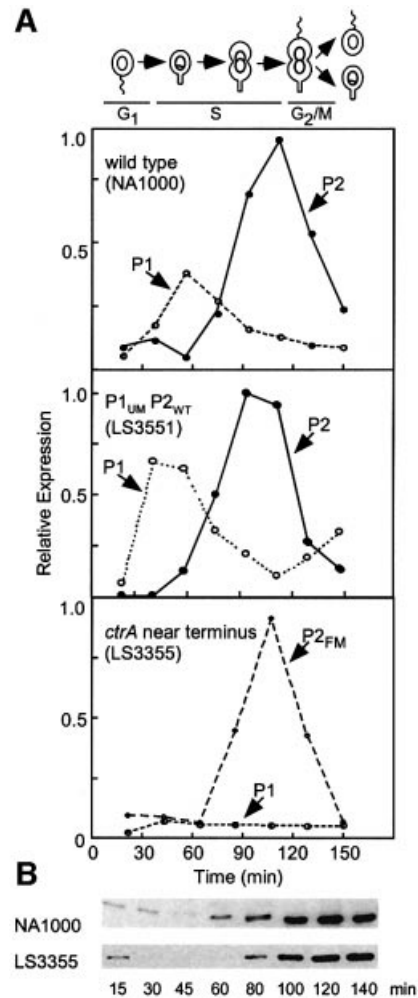 A
G1 S G2/M
1.0
wild type
(NA1000)
P2
0.5
P1
1.0
P1UM P2WT
(LS3551)
P2
P1
0.5
Relative Expression
0
1.0
ctrA near terminus
(LS3355)
P2FM
0.5
P1
0
0 30 60 90 120 150
Time (min)
B
NA1000
LS3355
15 30 45 60 80 100 120 140 min